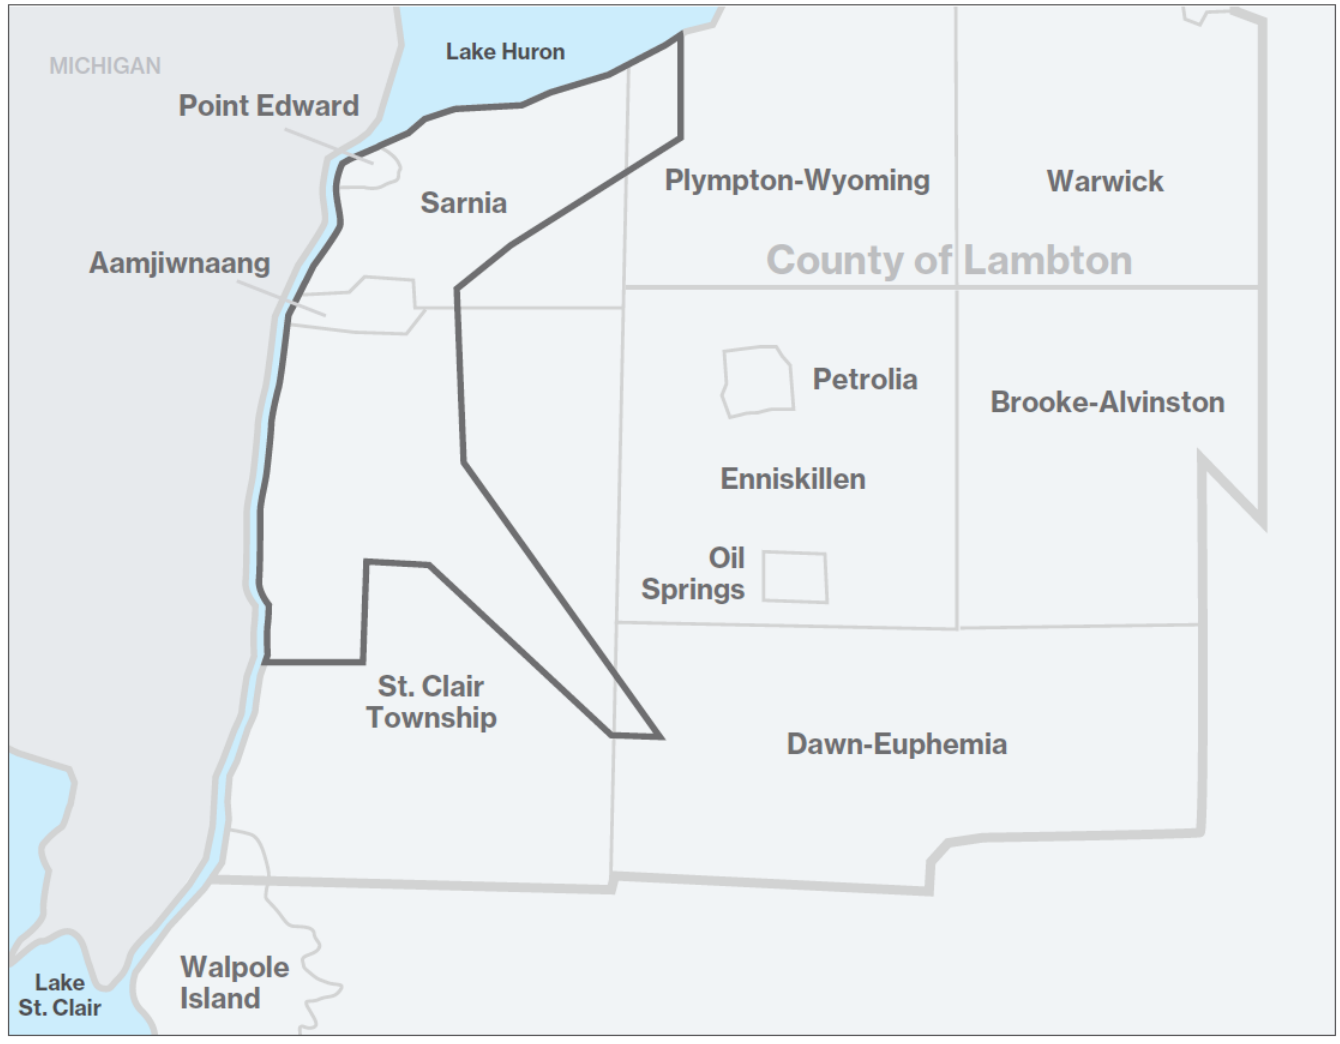 Lake Huron
MICHIGAN
Point Edward
Plympton-Wyoming
Warwick
Sarnia
County of Lambton
Aamjiwnaang
Petrolia
Brooke-Alvinston
Enniskillen
Oil
Springs
St. Clair
Township
Dawn-Euphemia
Walpole
Island
Lake
St. Clair